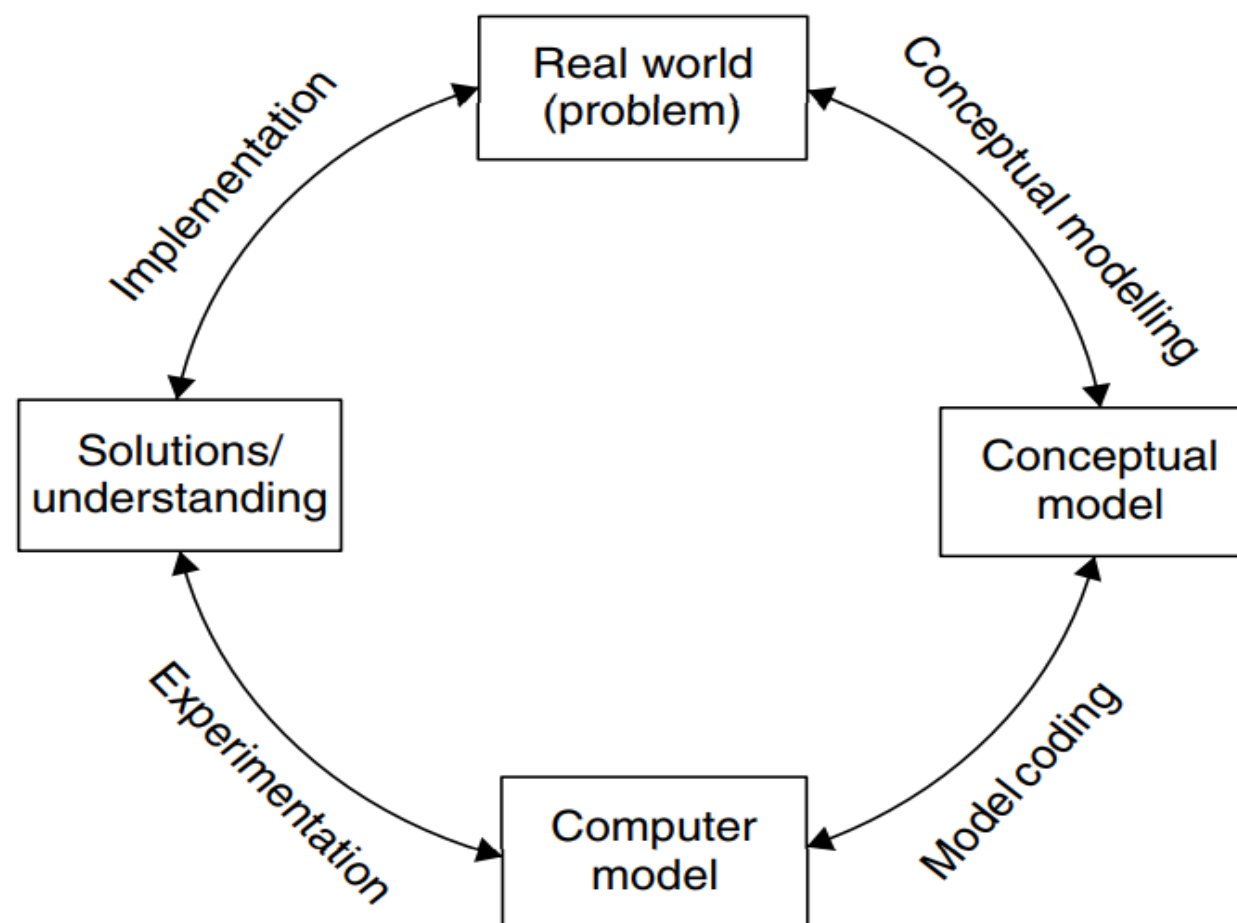 Real world
(problem)
Conceptual modelling
Conceptual
model
Model coding
Computer
model
Experimentation
Solutions/
understanding
Implementation